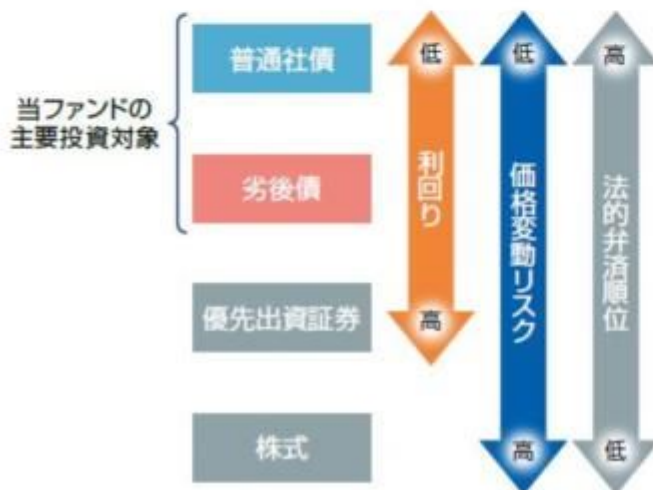 当ファンドの
主要投資対象
普通社債
劣後債
優先出資証券
株式
低
利回り
高
低
価格変動リスク
高
高
法的弁済順位
低